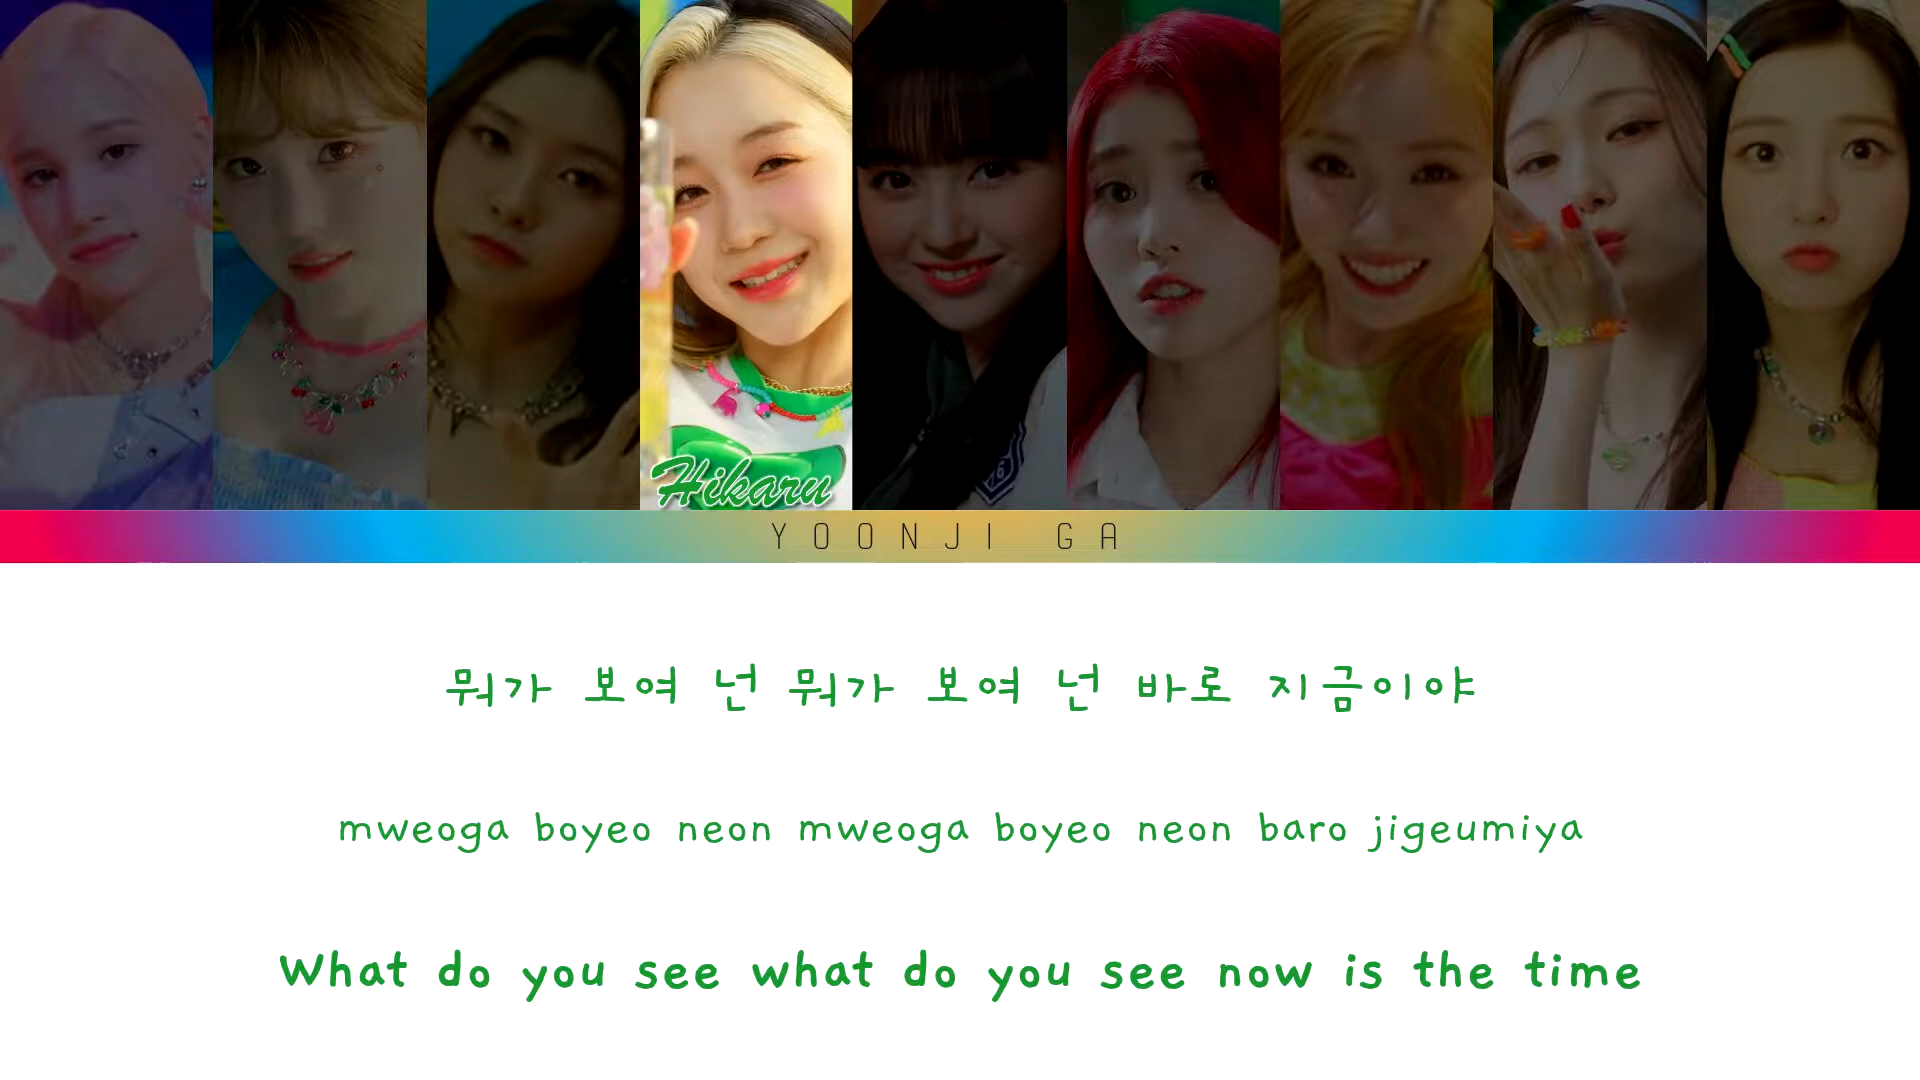 Hikaru
YOONJI GA
뭐가 보여 넌 뭐가 보여 넌 바로 지금이야
mweoga boyeo neon mweoga boyeo neon baro jigeumiya
What do you see what do you see now is the time